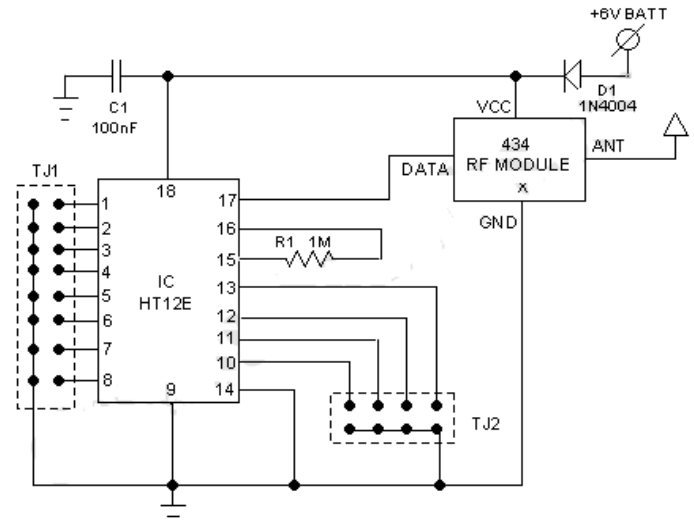 +6V BATT
C1
100nF
D1
1N4004
VCC
434
RF MODULE
X
ANT
DATA
GND
TJ1
18
17
1
2
3
4
5
6
7
8
16
15
13
12
11
10
14
9
R1 1M
IC
HT12E
TJ2